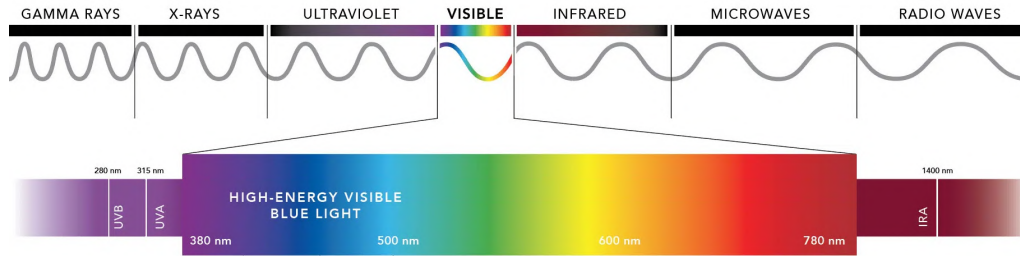 GAMMA RAYS
X-RAYS
ULTRAVIOLET
VISIBLE
INFRARED
MICROWAVES
RADIO WAVES
280 nm
315 nm
1400 nm
UVB
UVA
HIGH-ENERGY VISIBLE
BLUE LIGHT
IRA
380 nm
500 nm
600 nm
780 nm